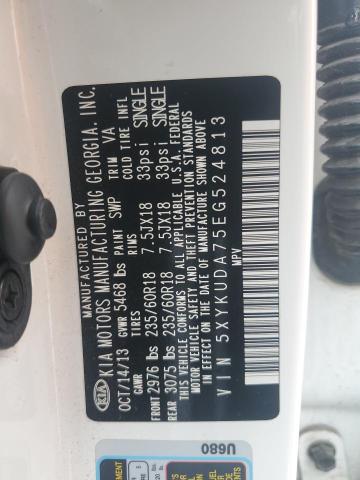 MANUFACTURED BY
KIA KIA MOTORS MANUFACTURING GEORGIA, INC.
OCT/14/13 GVWR 5468 lbs PAINT SWP TRIM VA
GAWR RIMS COLD TIRE INFL
FRONT 2976 lbs 235/60R18 7.5JX18 33psi SINGLE
REAR 3075 lbs 235/60R18 7.5JX18 33psi SINGLE
THIS VEHICLE CONFORMS TO ALL APPLICABLE U.S.A. FEDERAL
MOTOR VEHICLE SAFETY, BUMPER, AND THEFT PREVENTION STANDARDS
IN EFFECT ON THE DATE OF MANUFACTURE SHOWN ABOVE
VIN 5XYKUDA75EG524813
MPV
U680